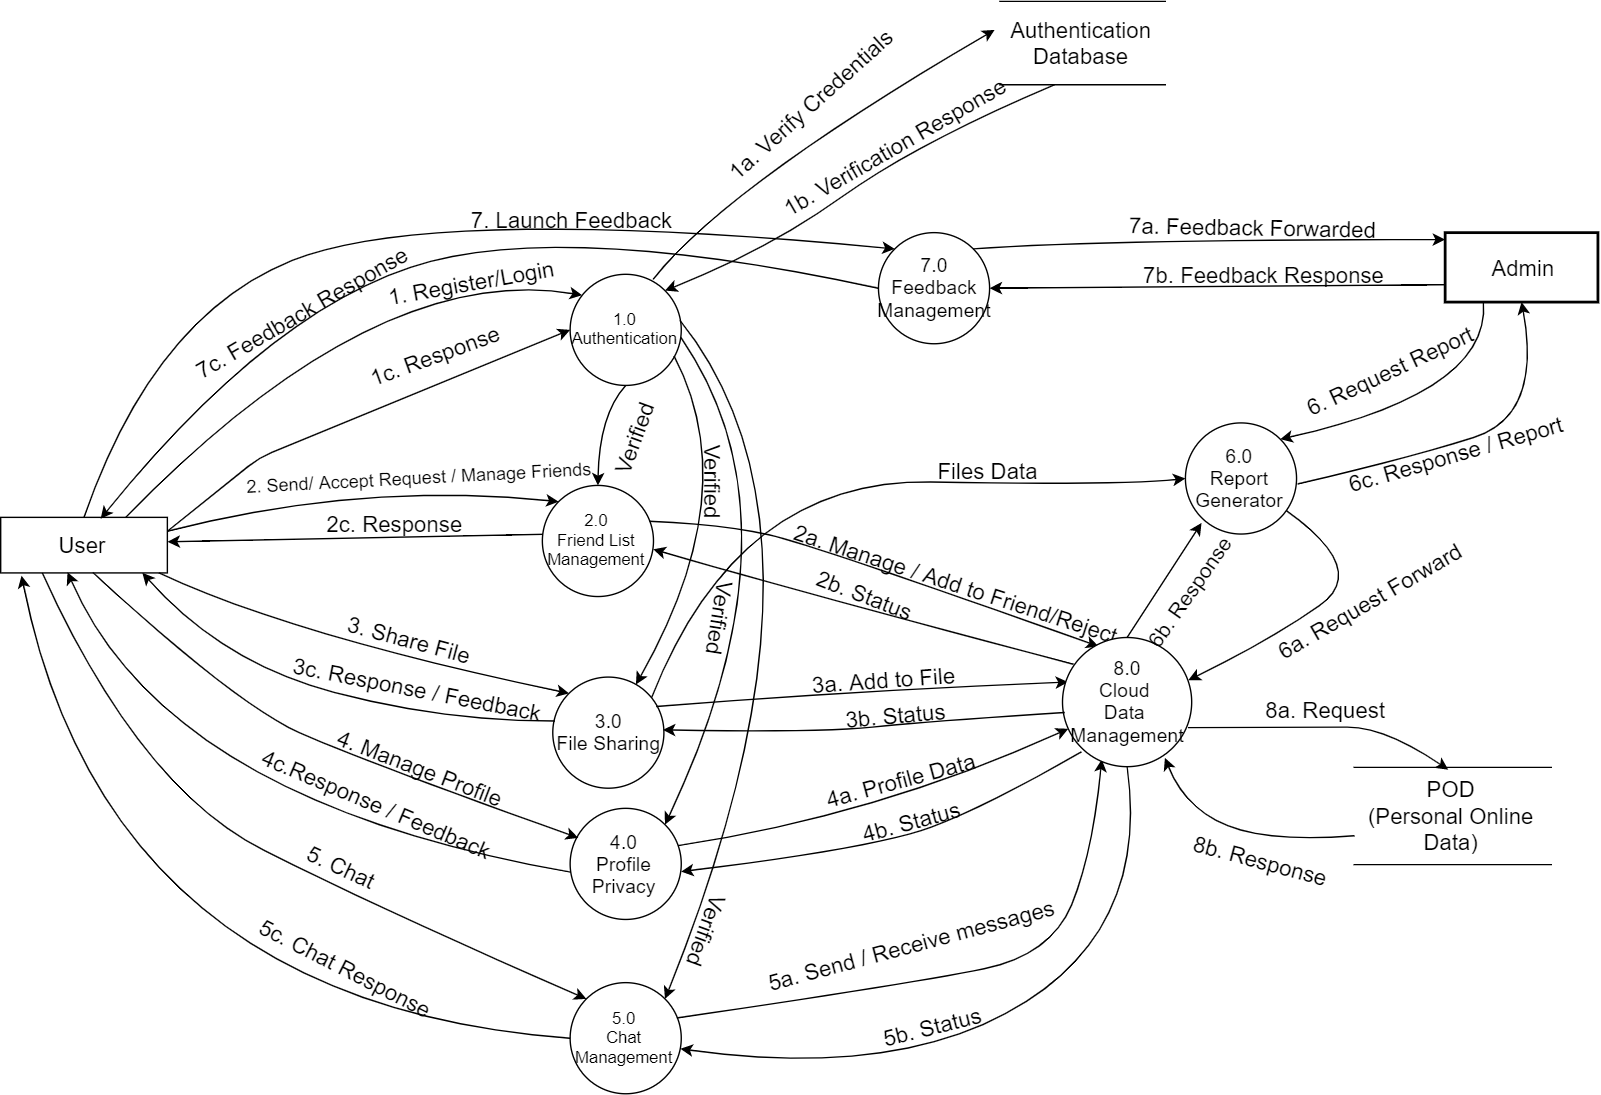 Authentication
Database
1a. Verify Credentials
1b. Verification Response
7. Launch Feedback
7a. Feedback Forwarded
7b. Feedback Response
7.0
Feedback
Management
Admin
7c. Feedback Response
1. Register/Login
1.0
Authentication
1c. Response
6. Request Report
6c. Response / Report
6.0
Report
Generator
Files Data
Verified
Verified
2. Send/ Accept Request / Manage Friends
2c. Response
User
2.0
Friend List
Management
2a. Manage / Add to Friend/Reject
2b. Status
6b. Response
6a. Request Forward
Verified
3. Share File
3c. Response / Feedback
3.0
File Sharing
3a. Add to File
3b. Status
8.0
Cloud
Data
Management
8a. Request
POD
(Personal Online
Data)
8b. Response
4. Manage Profile
4c.Response / Feedback
4.0
Profile
Privacy
4a. Profile Data
4b. Status
5. Chat
5c. Chat Response
Verified
5.0
Chat
Management
5a. Send / Receive messages
5b. Status